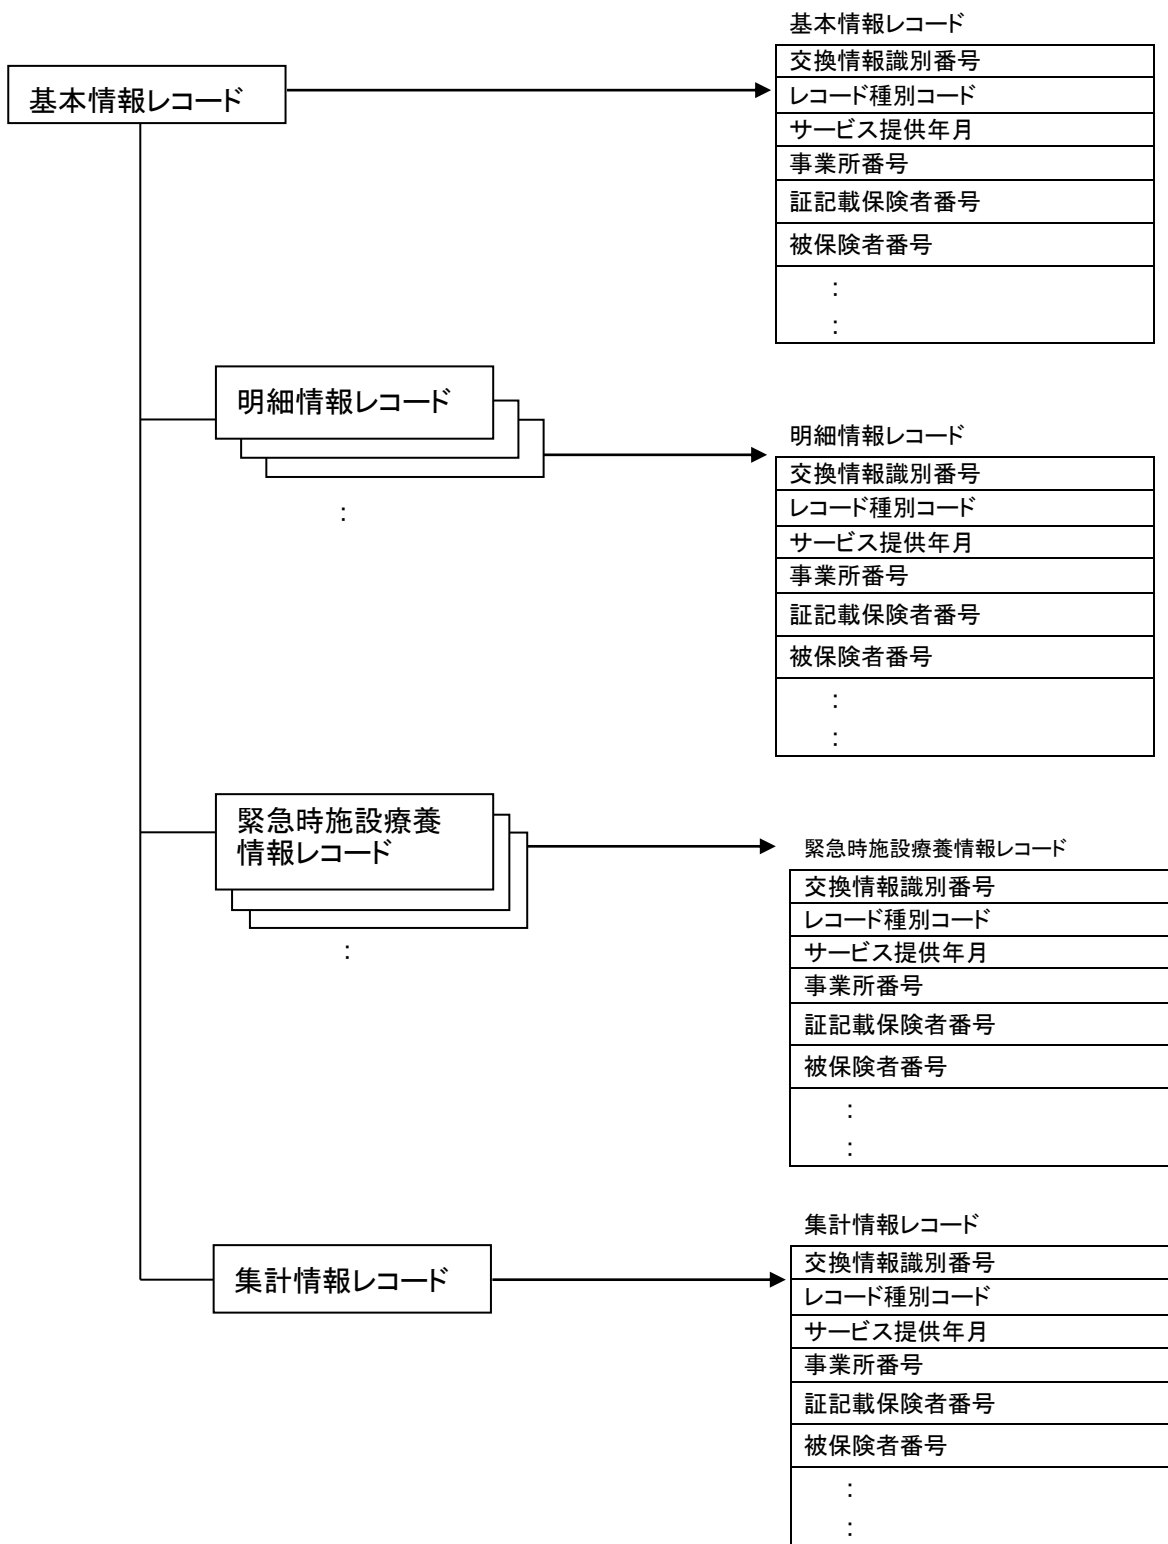 基本情報レコード
基本情報レコード
交換情報識別番号
レコード種別コード
サービス提供年月
事業所番号
証記載保険者番号
被保険者番号
:
:
明細情報レコード
:
明細情報レコード
交換情報識別番号
レコード種別コード
サービス提供年月
事業所番号
証記載保険者番号
被保険者番号
:
:
緊急時施設療養
情報レコード
:
緊急時施設療養情報レコード
交換情報識別番号
レコード種別コード
サービス提供年月
事業所番号
証記載保険者番号
被保険者番号
:
:
集計情報レコード
集計情報レコード
交換情報識別番号
レコード種別コード
サービス提供年月
事業所番号
証記載保険者番号
被保険者番号
:
: